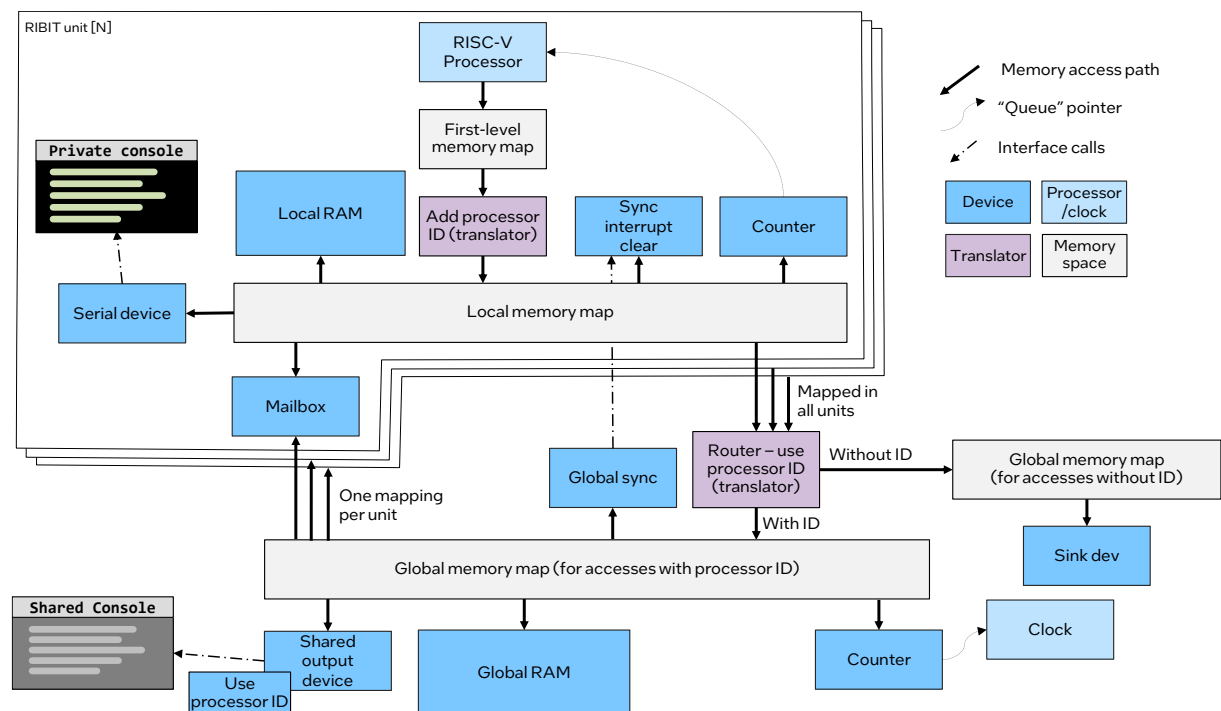 RIBIT unit [N]
RISC-V
Processor
Memory access path
First-level
memory map
“Queue” pointer
Private console
Interface calls
Local RAM
Add processor
ID (translator)
Sync
interrupt
clear
Counter
Device
Processor
/clock
Translator
Memory
space
Serial device
Local memory map
Mailbox
Mapped in
all units
Global sync
Router – use
processor ID
(translator)
Without ID
Global memory map
(for accesses without ID)
One mapping
per unit
With ID
Sink dev
Global memory map (for accesses with processor ID)
Shared Console
Shared
output
device
Use
processor ID
Global RAM
Counter
Clock